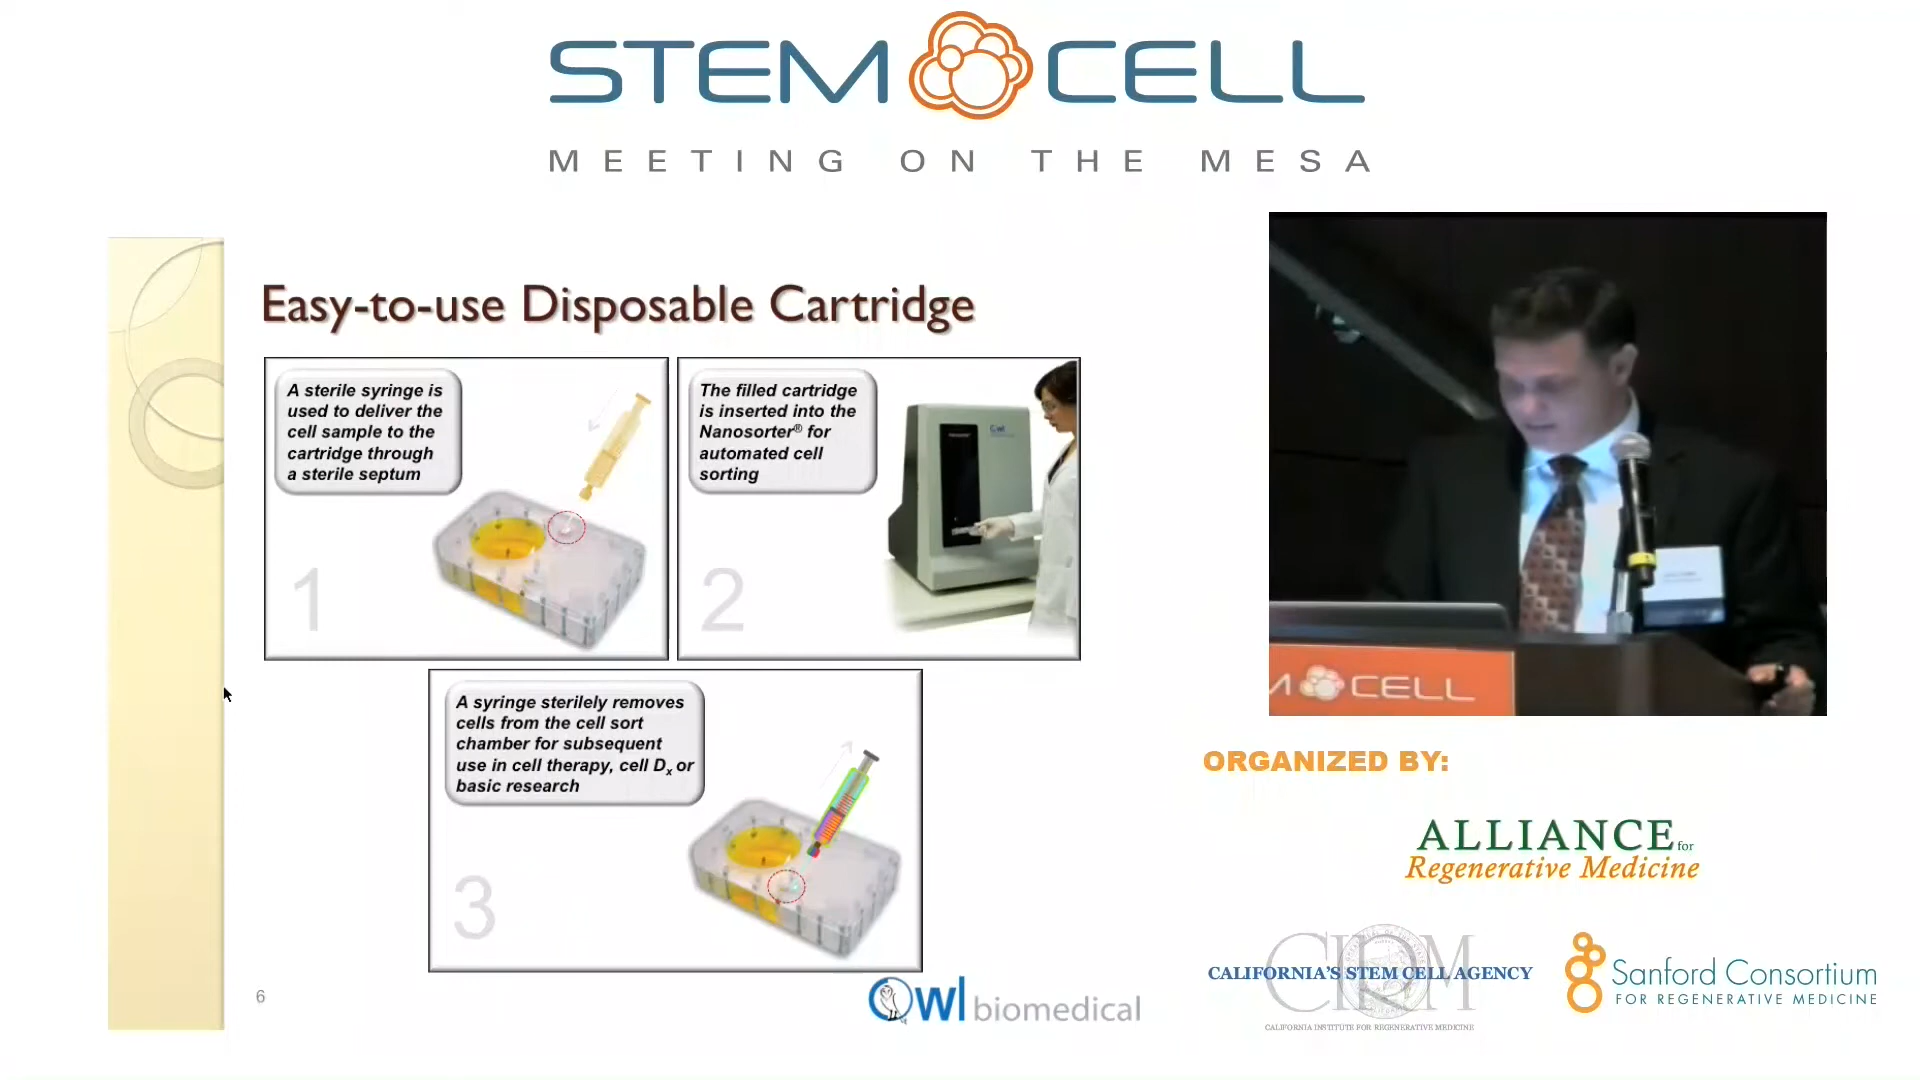 STEM CELL
MEETING ON THE MESA
Easy-to-use Disposable Cartridge
A sterile syringe is
used to deliver the
cell sample to the
cartridge through
a sterile septum
1
The filled cartridge
is inserted into the
Nanosorter® for
automated cell
sorting
2
Owl
A syringe sterilely removes
cells from the cell sort
chamber for subsequent
use in cell therapy, cell Dx or
basic research
3
6
Owl biomedical
M CELL
ORGANIZED BY:
ALLIANCE for
Regenerative Medicine
CIRM
CALIFORNIA'S STEM CELL AGENCY
CALIFORNIA INSTITUTE FOR REGENERATIVE MEDICINE
Sanford Consortium
FOR REGENERATIVE MEDICINE